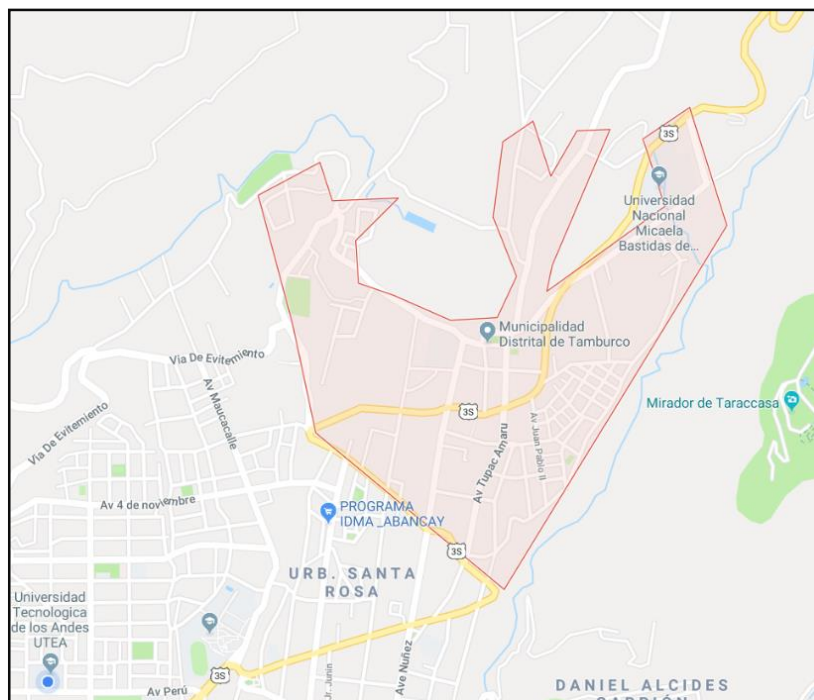 3S
Universidad
Nacional
Micaela
Bastidas de...
Municipalidad
Distrital de Tamburco
Via De Evitemiento
Av Maucacalle
3S
Mirador de Taraccasa
Av Juan Pablo II
Via De Evitemiento
Av Tupac Amaru
Av 4 de noviembre
PROGRAMA
IDMA _ABANCAY
3S
URB. SANTA
ROSA
Universidad
Tecnologica
de los Andes
UTEA
Ave Nuñez
Jr. Junin
3S
Av Perú
DANIEL ALCIDES
CARRIÓN